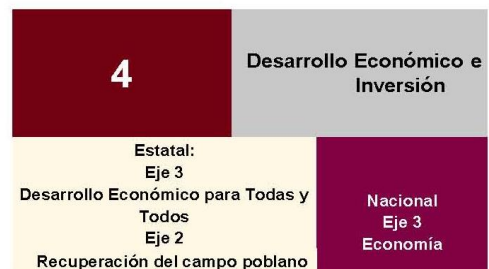 4
Desarrollo Económico e
Inversión
Estatal:
Eje 3
Desarrollo Económico para Todas y
Todos
Eje 2
Recuperación del campo poblano
Nacional
Eje 3
Economía